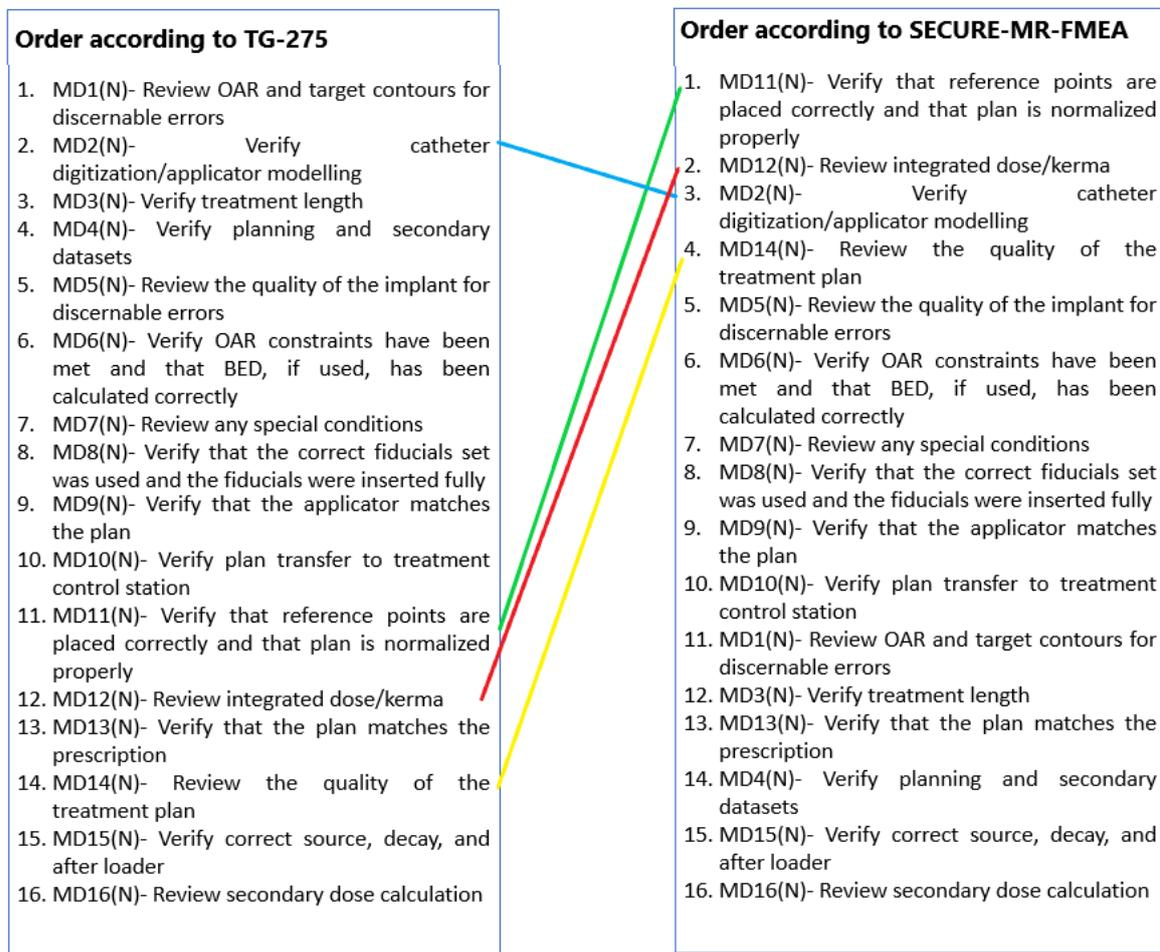 Order according to TG-275
1. MD1(N)- Review OAR and target contours for
discernable errors
2. MD2(N)- Verify catheter
digitization/applicator modelling
3. MD3(N)- Verify treatment length
4. MD4(N)- Verify planning and secondary
datasets
5. MD5(N)- Review the quality of the implant for
discernable errors
6. MD6(N)- Verify OAR constraints have been
met and that BED, if used, has been
calculated correctly
7. MD7(N)- Review any special conditions
8. MD8(N)- Verify that the correct fiducials set
was used and the fiducials were inserted fully
9. MD9(N)- Verify that the applicator matches
the plan
10. MD10(N)- Verify plan transfer to treatment
control station
11. MD11(N)- Verify that reference points are
placed correctly and that plan is normalized
properly
12. MD12(N)- Review integrated dose/kerma
13. MD13(N)- Verify that the plan matches the
prescription
14. MD14(N)- Review the quality of the
treatment plan
15. MD15(N)- Verify correct source, decay, and
after loader
16. MD16(N)- Review secondary dose calculation
Order according to SECURE-MR-FMEA
1. MD11(N)- Verify that reference points are
placed correctly and that plan is normalized
properly
2. MD12(N)- Review integrated dose/kerma
3. MD2(N)- Verify catheter
digitization/applicator modelling
4. MD14(N)- Review the quality of the
treatment plan
5. MD5(N)- Review the quality of the implant for
discernable errors
6. MD6(N)- Verify OAR constraints have been
met and that BED, if used, has been
calculated correctly
7. MD7(N)- Review any special conditions
8. MD8(N)- Verify that the correct fiducials set
was used and the fiducials were inserted fully
9. MD9(N)- Verify that the applicator matches
the plan
10. MD10(N)- Verify plan transfer to treatment
control station
11. MD1(N)- Review OAR and target contours for
discernable errors
12. MD3(N)- Verify treatment length
13. MD13(N)- Verify that the plan matches the
prescription
14. MD4(N)- Verify planning and secondary
datasets
15. MD15(N)- Verify correct source, decay, and
after loader
16. MD16(N)- Review secondary dose calculation